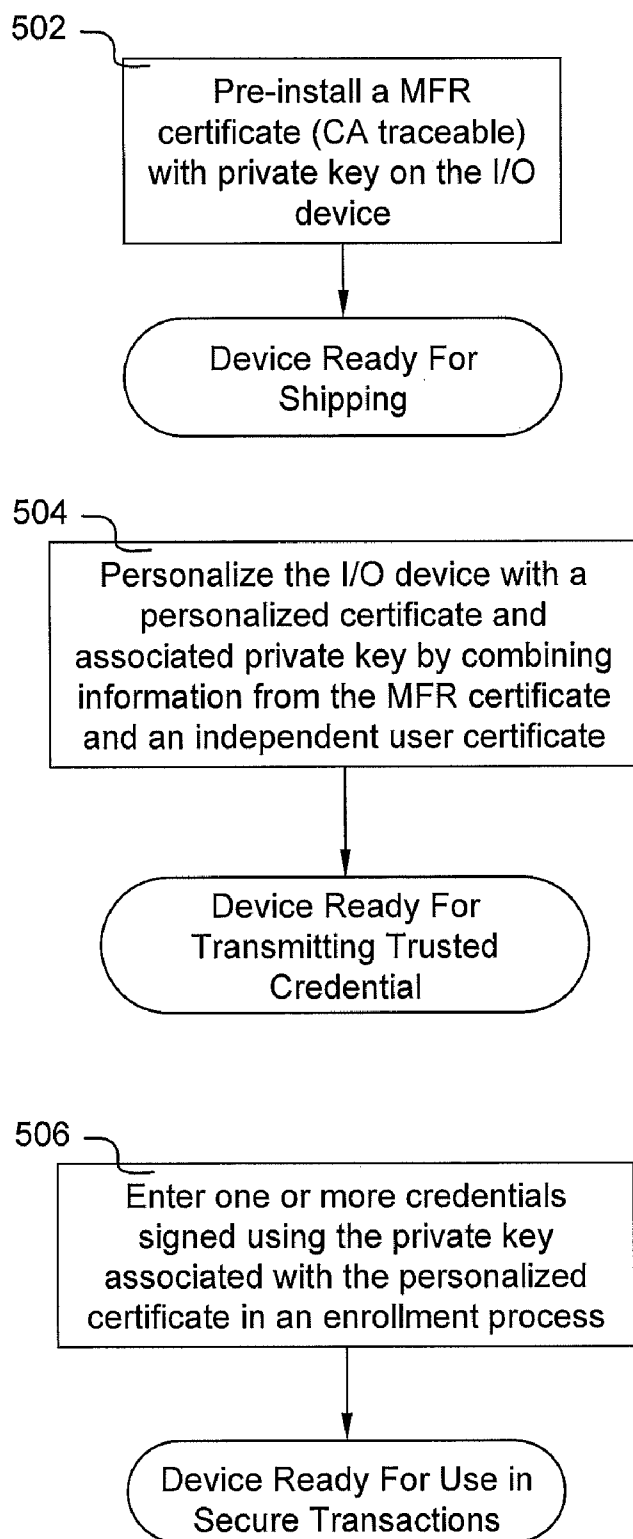 502
Pre-install a MFR
certificate (CA traceable)
with private key on the I/O
device
Device Ready For
Shipping
504
Personalize the I/O device with a
personalized certificate and
associated private key by combining
information from the MFR certificate
and an independent user certificate
Device Ready For
Transmitting Trusted
Credential
506
Enter one or more credentials
signed using the private key
associated with the personalized
certificate in an enrollment process
Device Ready For Use in
Secure Transactions